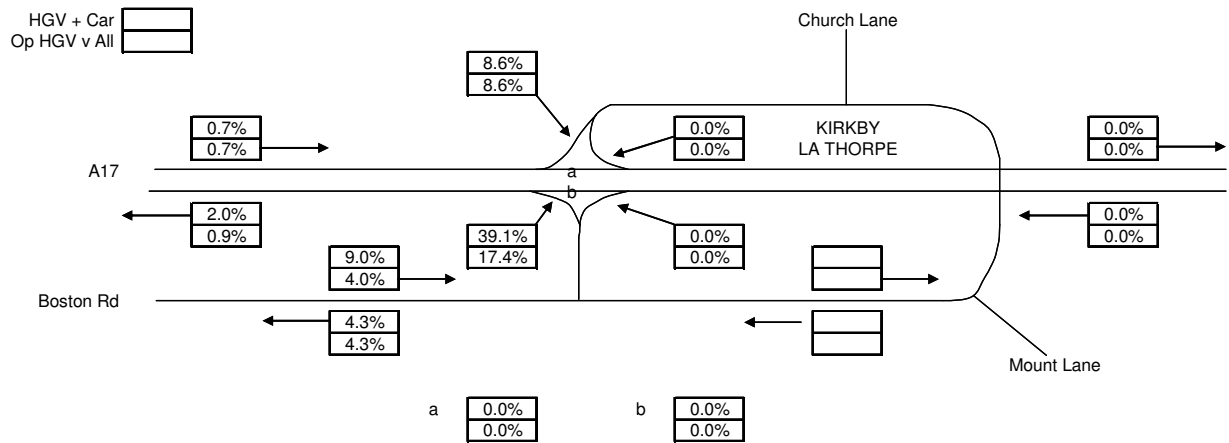 HGV + Car
Op HGV v All
Church Lane
8.6%
8.6%
0.7%
0.7%
0.0%
0.0%
KIRKBY
LA THORPE
0.0%
0.0%
A17
a
b
2.0%
0.9%
39.1%
17.4%
0.0%
0.0%
0.0%
0.0%
9.0%
4.0%
Boston Rd
4.3%
4.3%
Mount Lane
a
0.0%
0.0%
b
0.0%
0.0%